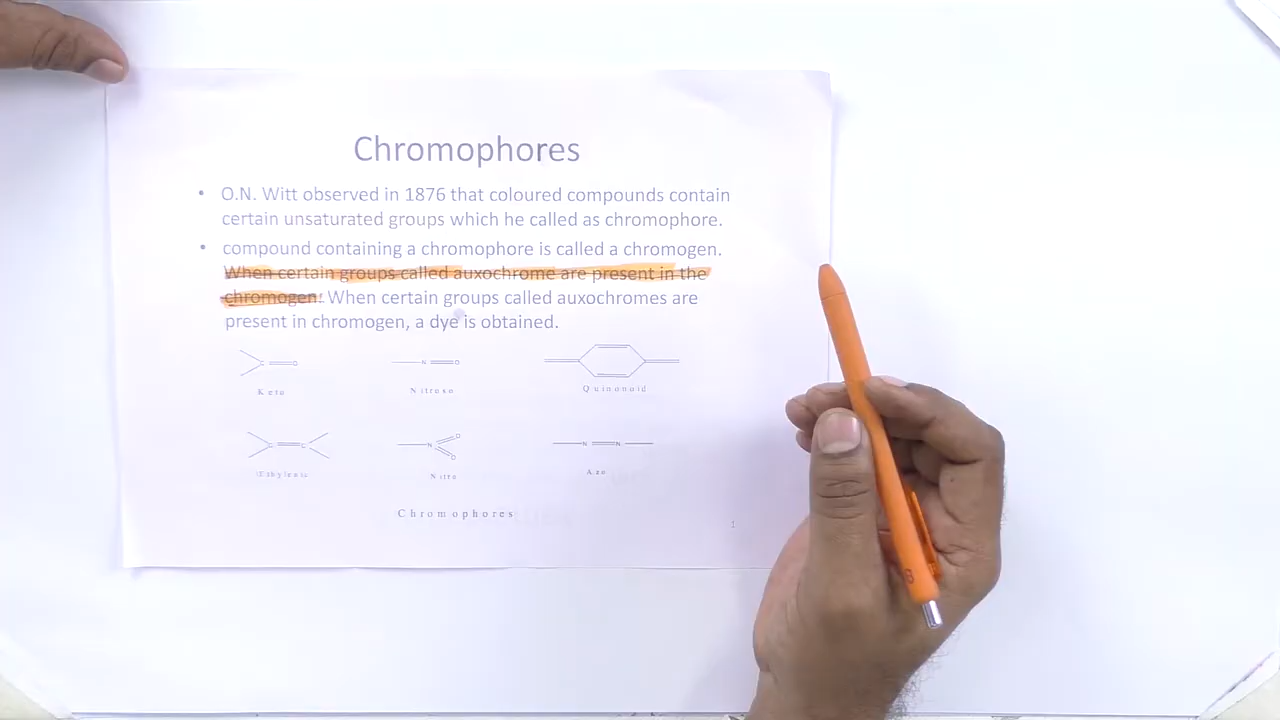 Chromophores
• O.N. Witt observed in 1876 that coloured compounds contain
certain unsaturated groups which he called as chromophore.
• compound containing a chromophore is called a chromogen.
When certain groups called auxochrome are present in the
chromogen. When certain groups called auxochromes are
present in chromogen, a dye is obtained.
C O
N O
Keto
Nitroso
Quinonoid
C C
N O O
N N
Ethylenic
Nitro
Azo
Chromophores
1